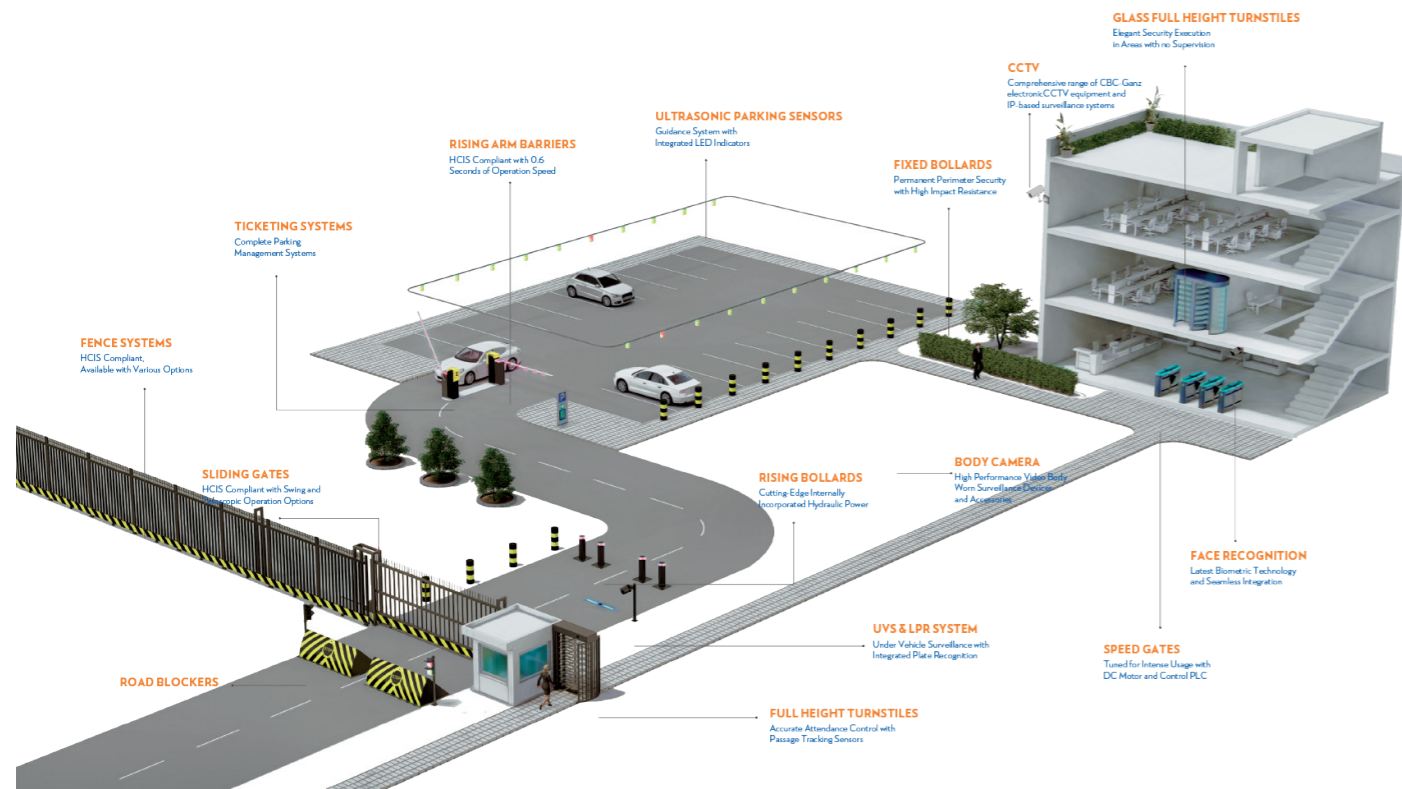 GLASS FULL HEIGHT TURNSTILES
Elegant Security Execution
in Areas with no Supervision
CCTV
Comprehensive range of CBC-Ganz
electronicCCTV equipment and
IP-based surveillance systems
ULTRASONIC PARKING SENSORS
Guidance System with
Integrated LED Indicators
RISING ARM BARRIERS
HCIS Compliant with 0.6
Seconds of Operation Speed
FIXED BOLLARDS
Permanent Perimeter Security
with High Impact Resistance
TICKETING SYSTEMS
Complete Parking
Management Systems
FENCE SYSTEMS
HCIS Compliant,
Available with Various Options
SLIDING GATES
HCIS Compliant with Swing and
Operation Options
RISING BOLLARDS
Cutting-Edge Internally
Incorporated Hydraulic Power
BODY CAMERA
High Performance Video Body
Worn Surveillance Devices
and Accessories
FACE RECOGNITION
Latest Biometric Technology
and Seamless Integration
UVS & LPR SYSTEM
Under Vehicle Surveillance with
Integrated Plate Recognition
SPEED GATES
Tuned for Intense Usage with
DC Motor and Control PLC
ROAD BLOCKERS
FULL HEIGHT TURNSTILES
Accurate Attendance Control with
Passage Tracking Sensors